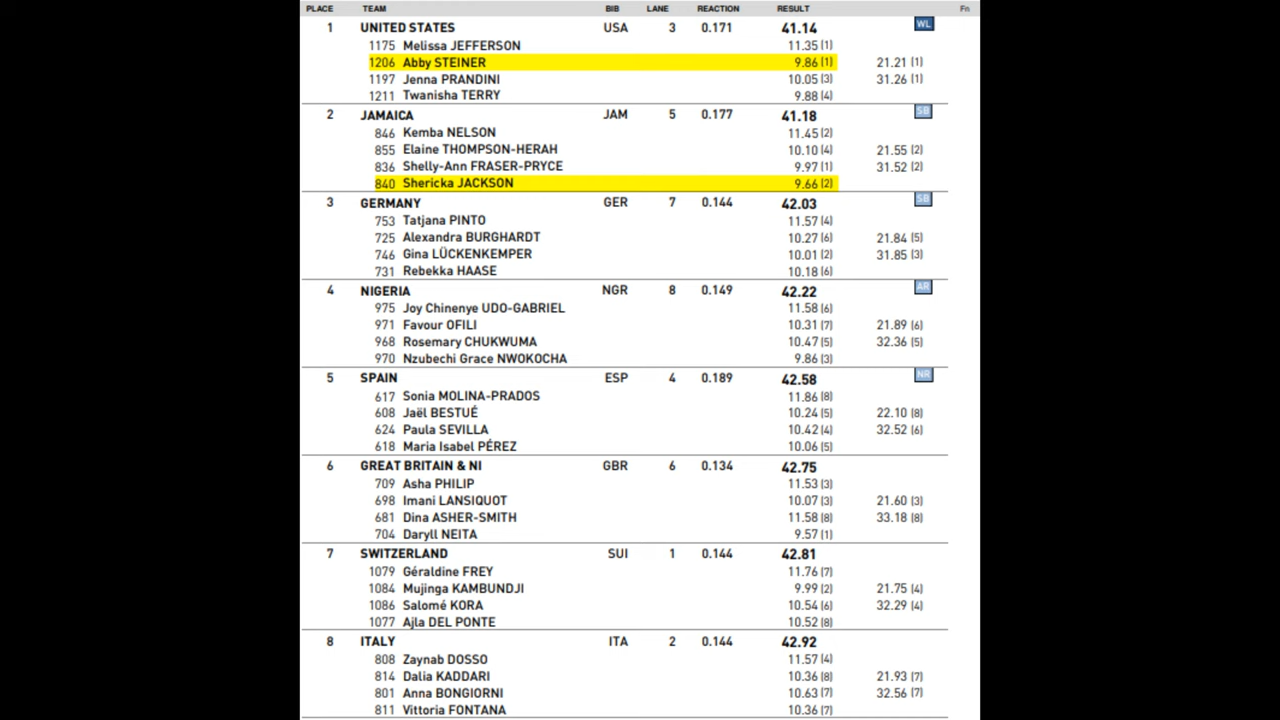 PLACE TEAM BIB LANE REACTION RESULT Fn
1 UNITED STATES USA 3 0.171 41.14 WL
1175 Melissa JEFFERSON 11.35 (1)
1206 Abby STEINER 9.86 (1) 21.21 (1)
1197 Jenna PRANDINI 10.05 (3) 31.26 (1)
1211 Twanisha TERRY 9.88 (4)
2 JAMAICA JAM 5 0.177 41.18 SB
846 Kemba NELSON 11.45 (2)
855 Elaine THOMPSON-HERAH 10.10 (4) 21.55 (2)
836 Shelly-Ann FRASER-PRYCE 9.97 (1) 31.52 (2)
840 Shericka JACKSON 9.66 (2)
3 GERMANY GER 7 0.144 42.03 SB
753 Tatjana PINTO 11.57 (4)
725 Alexandra BURGHARDT 10.27 (6) 21.84 (5)
746 Gina LÜCKENKEMPER 10.01 (2) 31.85 (3)
731 Rebekka HAASE 10.18 (6)
4 NIGERIA NGR 8 0.149 42.22 AR
975 Joy Chinenye UDO-GABRIEL 11.58 (6)
971 Favour OFILI 10.31 (7) 21.89 (6)
968 Rosemary CHUKWUMA 10.47 (5) 32.36 (5)
970 Nzubechi Grace NWOKOCHA 9.86 (3)
5 SPAIN ESP 4 0.189 42.58 NR
617 Sonia MOLINA-PRADOS 11.86 (8)
608 Jaël BESTUÉ 10.24 (5) 22.10 (8)
624 Paula SEVILLA 10.42 (4) 32.52 (6)
618 Maria Isabel PÉREZ 10.06 (5)
6 GREAT BRITAIN & NI GBR 6 0.134 42.75
709 Asha PHILIP 11.53 (3)
698 Imani LANSIQUOT 10.07 (3) 21.60 (3)
681 Dina ASHER-SMITH 11.58 (8) 33.18 (8)
704 Daryll NEITA 9.57 (1)
7 SWITZERLAND SUI 1 0.144 42.81
1079 Géraldine FREY 11.76 (7)
1084 Mujinga KAMBUNDJI 9.99 (2) 21.75 (4)
1086 Salomé KORA 10.54 (6) 32.29 (4)
1077 Ajla DEL PONTE 10.52 (8)
8 ITALY ITA 2 0.144 42.92
808 Zaynab DOSSO 11.57 (4)
814 Dalia KADDARI 10.36 (8) 21.93 (7)
801 Anna BONGIORNI 10.63 (7) 32.56 (7)
811 Vittoria FONTANA 10.36 (7)